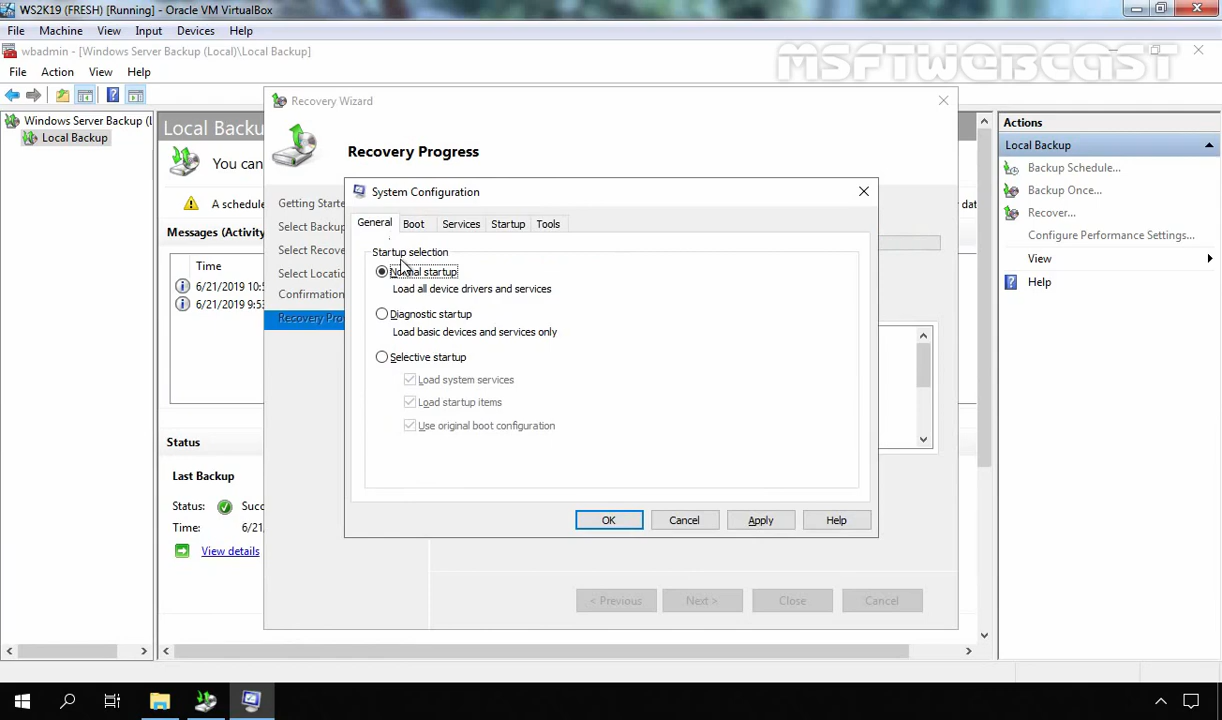 WS2K19 (FRESH) [Running] - Oracle VM VirtualBox
File Machine View Input Devices Help
wbadmin - [Windows Server Backup (Local)\Local Backup]
MSFTWEBCAST
File Action View Help
Windows Server Backup (L
Local Backup
Local Backu
You can
A schedule
dat
Messages (Activity
Time
6/21/2019 10:5
6/21/2019 9:53
Status
Last Backup
Status: Succ
Time: 6/21
View details
Recovery Wizard
Recovery Progress
Getting Starte
Select Backup
Select Recove
Select Location
Confirmation
Recovery Pro
< Previous Next > Close Cancel
System Configuration
General Boot Services Startup Tools
Startup selection
Normal startup
Load all device drivers and services
Diagnostic startup
Load basic devices and services only
Selective startup
Load system services
Load startup items
Use original boot configuration
OK Cancel Apply Help
Actions
Local Backup
Backup Schedule...
Backup Once...
Recover...
Configure Performance Settings...
View
Help